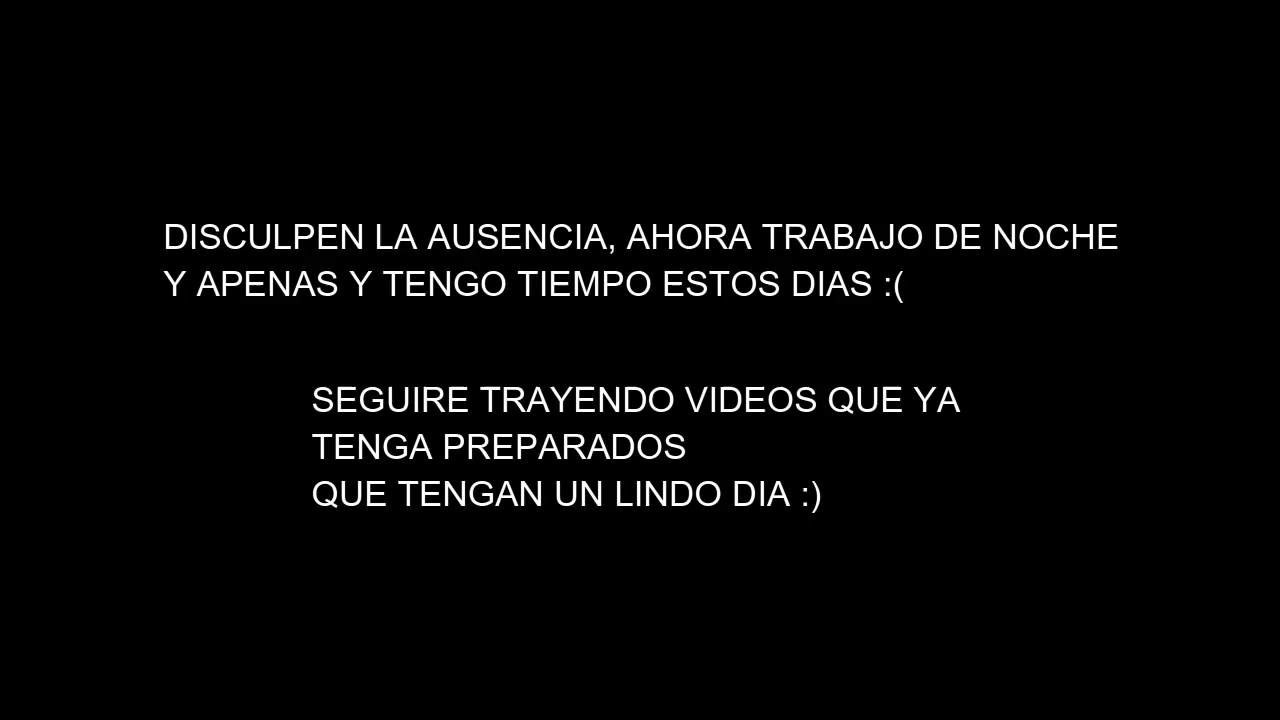 DISCULPEN LA AUSENCIA, AHORA TRABAJO DE NOCHE
Y APENAS Y TENGO TIEMPO ESTOS DIAS :(
SEGUIRE TRAYENDO VIDEOS QUE YA
TENGA PREPARADOS
QUE TENGAN UN LINDO DIA :)